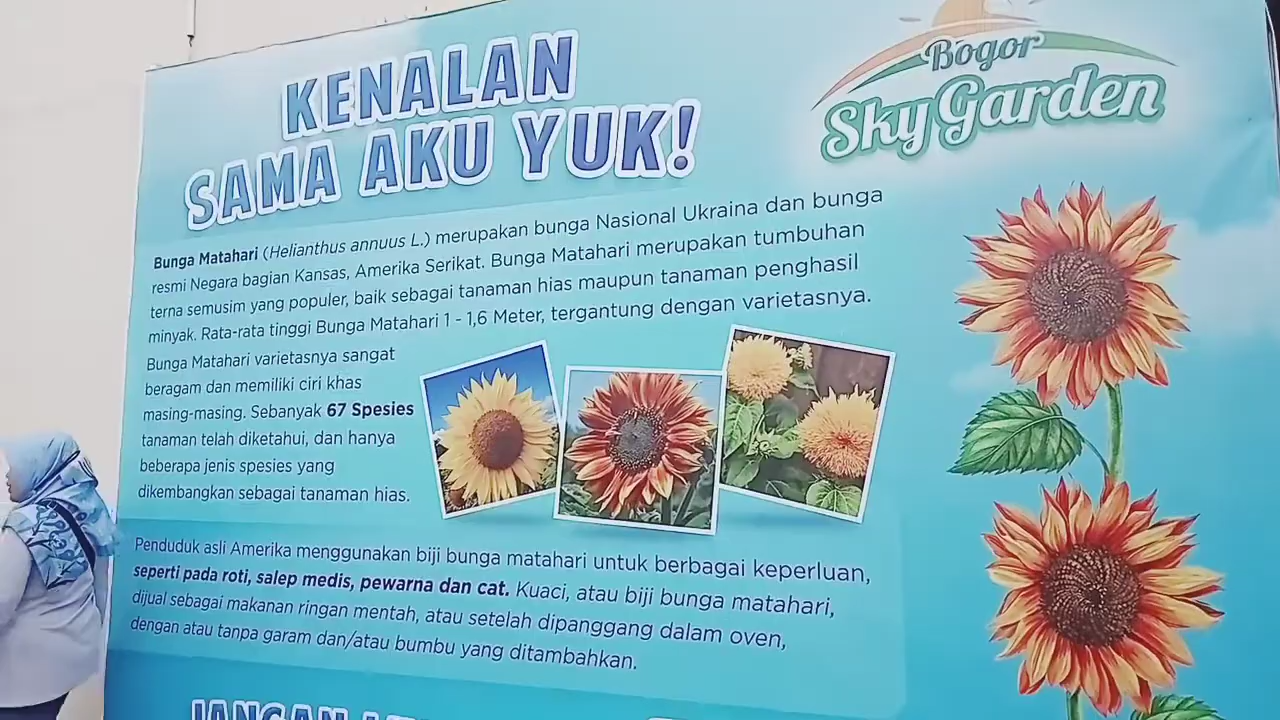 KENALAN
SAMA AKU YUK!
Bogor
Sky Garden
Bunga Matahari (Helianthus annuus L.) merupakan bunga Nasional Ukraina dan bunga
resmi Negara bagian Kansas, Amerika Serikat. Bunga Matahari merupakan tumbuhan
terna semusim yang populer, baik sebagai tanaman hias maupun tanaman penghasil
minyak. Rata-rata tinggi Bunga Matahari 1 - 1,6 Meter, tergantung dengan varietasnya.
Bunga Matahari varietasnya sangat
beragam dan memiliki ciri khas
masing-masing. Sebanyak 67 Spesies
tanaman telah diketahui, dan hanya
beberapa jenis spesies yang
dikembangkan sebagai tanaman hias.
Penduduk asli Amerika menggunakan biji bunga matahari untuk berbagai keperluan,
seperti pada roti, salep medis, pewarna dan cat. Kuaci, atau biji bunga matahari,
dijual sebagai makanan ringan mentah, atau setelah dipanggang dalam oven,
dengan atau tanpa garam dan/atau bumbu yang ditambahkan.
JANGAN